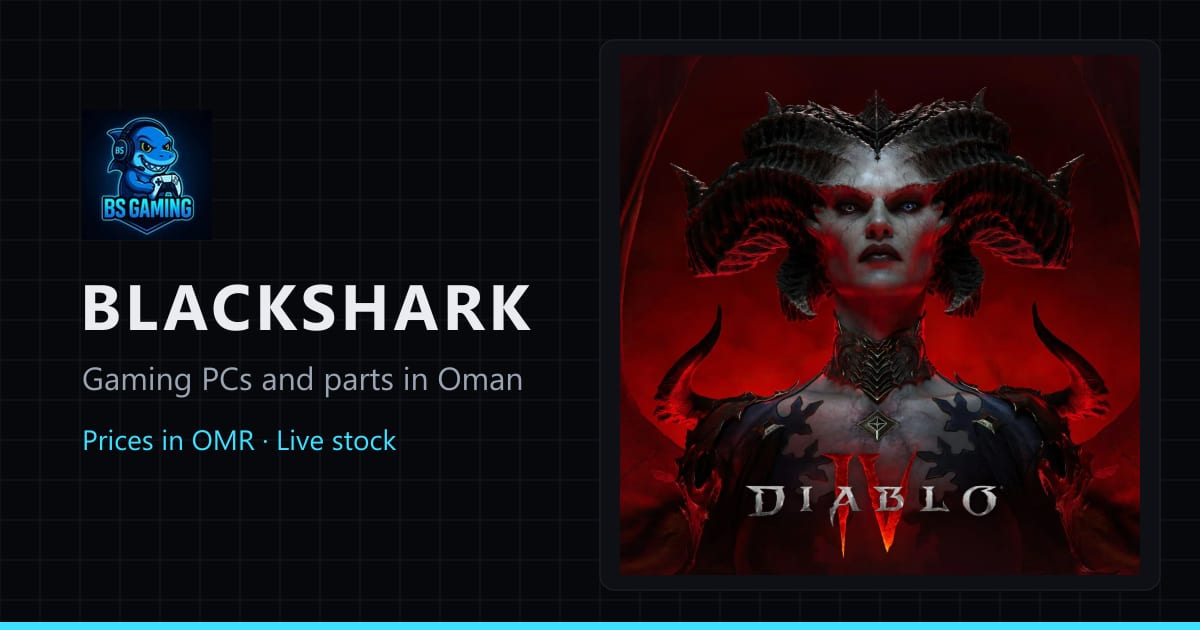 BS
BS GAMING
BLACKSHARK
Gaming PCs and parts in Oman
Prices in OMR · Live stock
IV
DIABLO